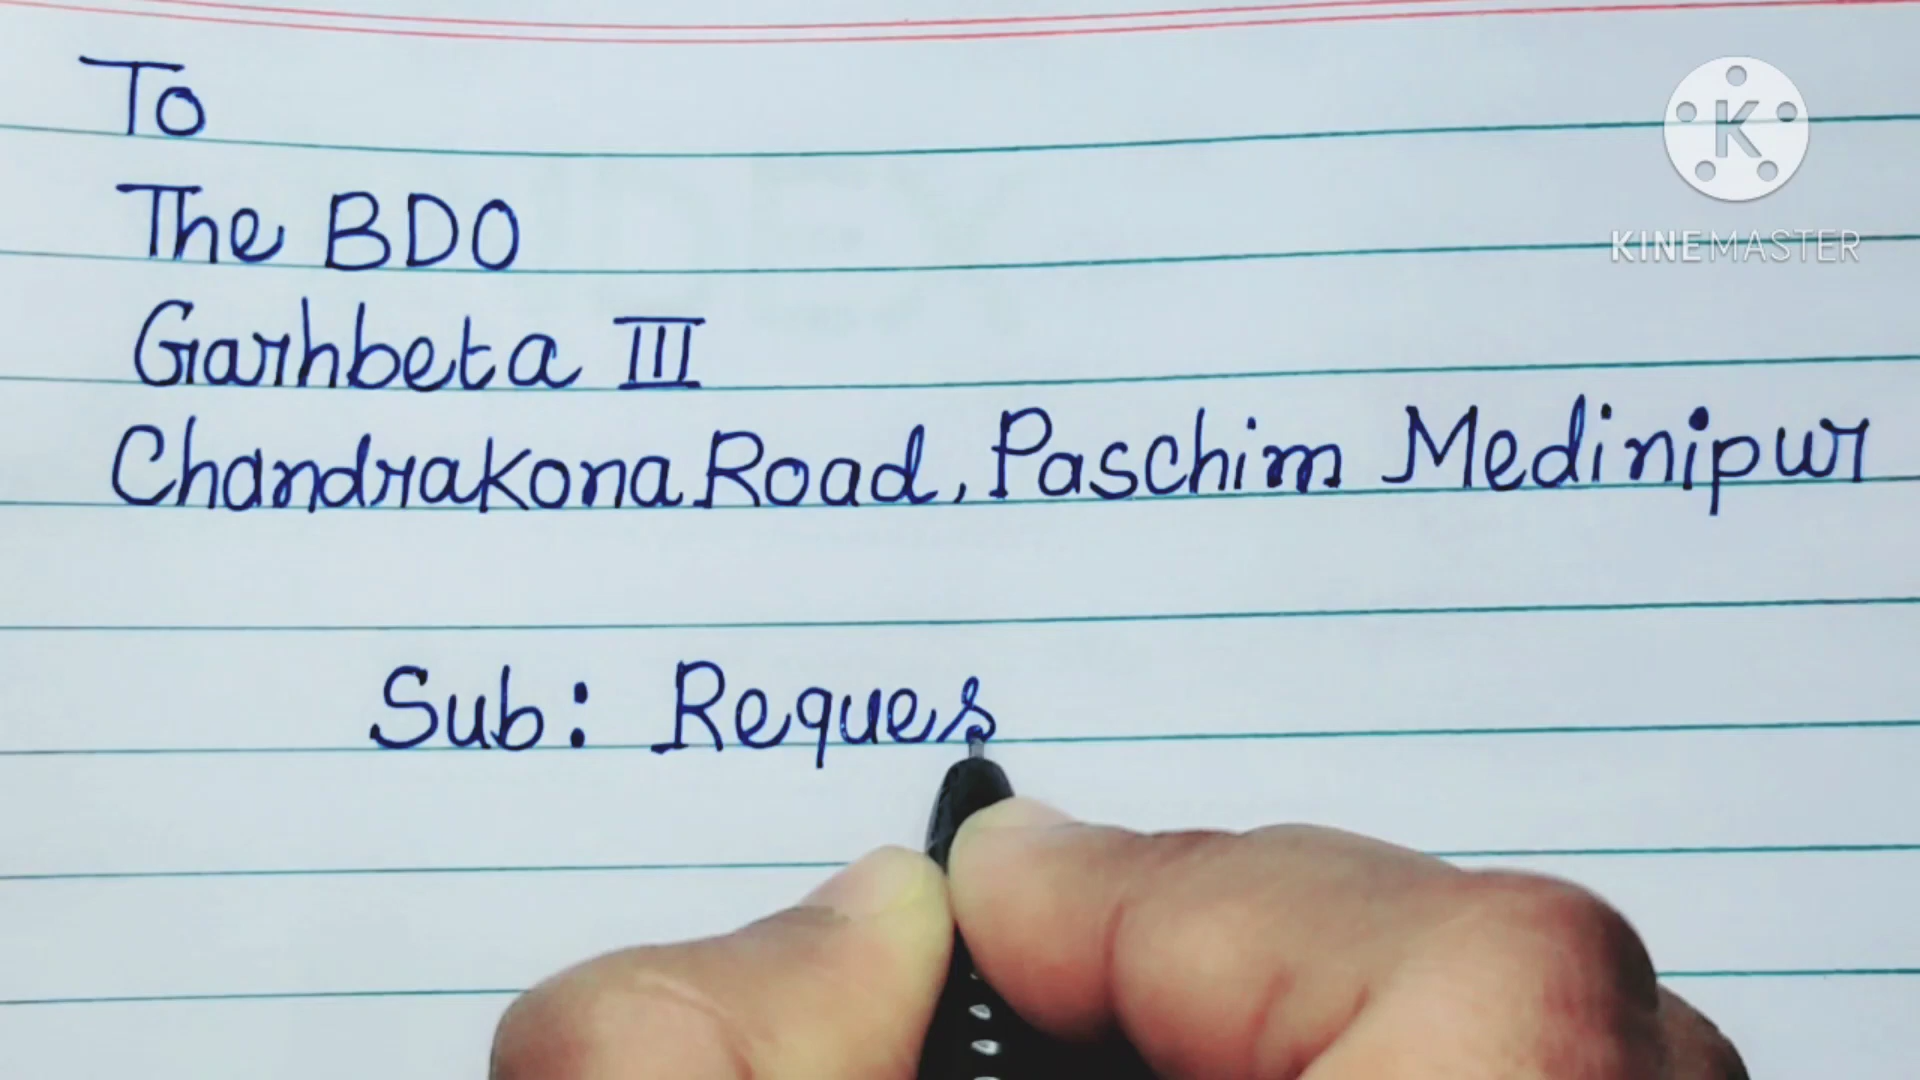 To
The BDO
Garhbeta III
Chandrakona Road, Paschim Medinipur
Sub: Reques
K
KINEMASTER